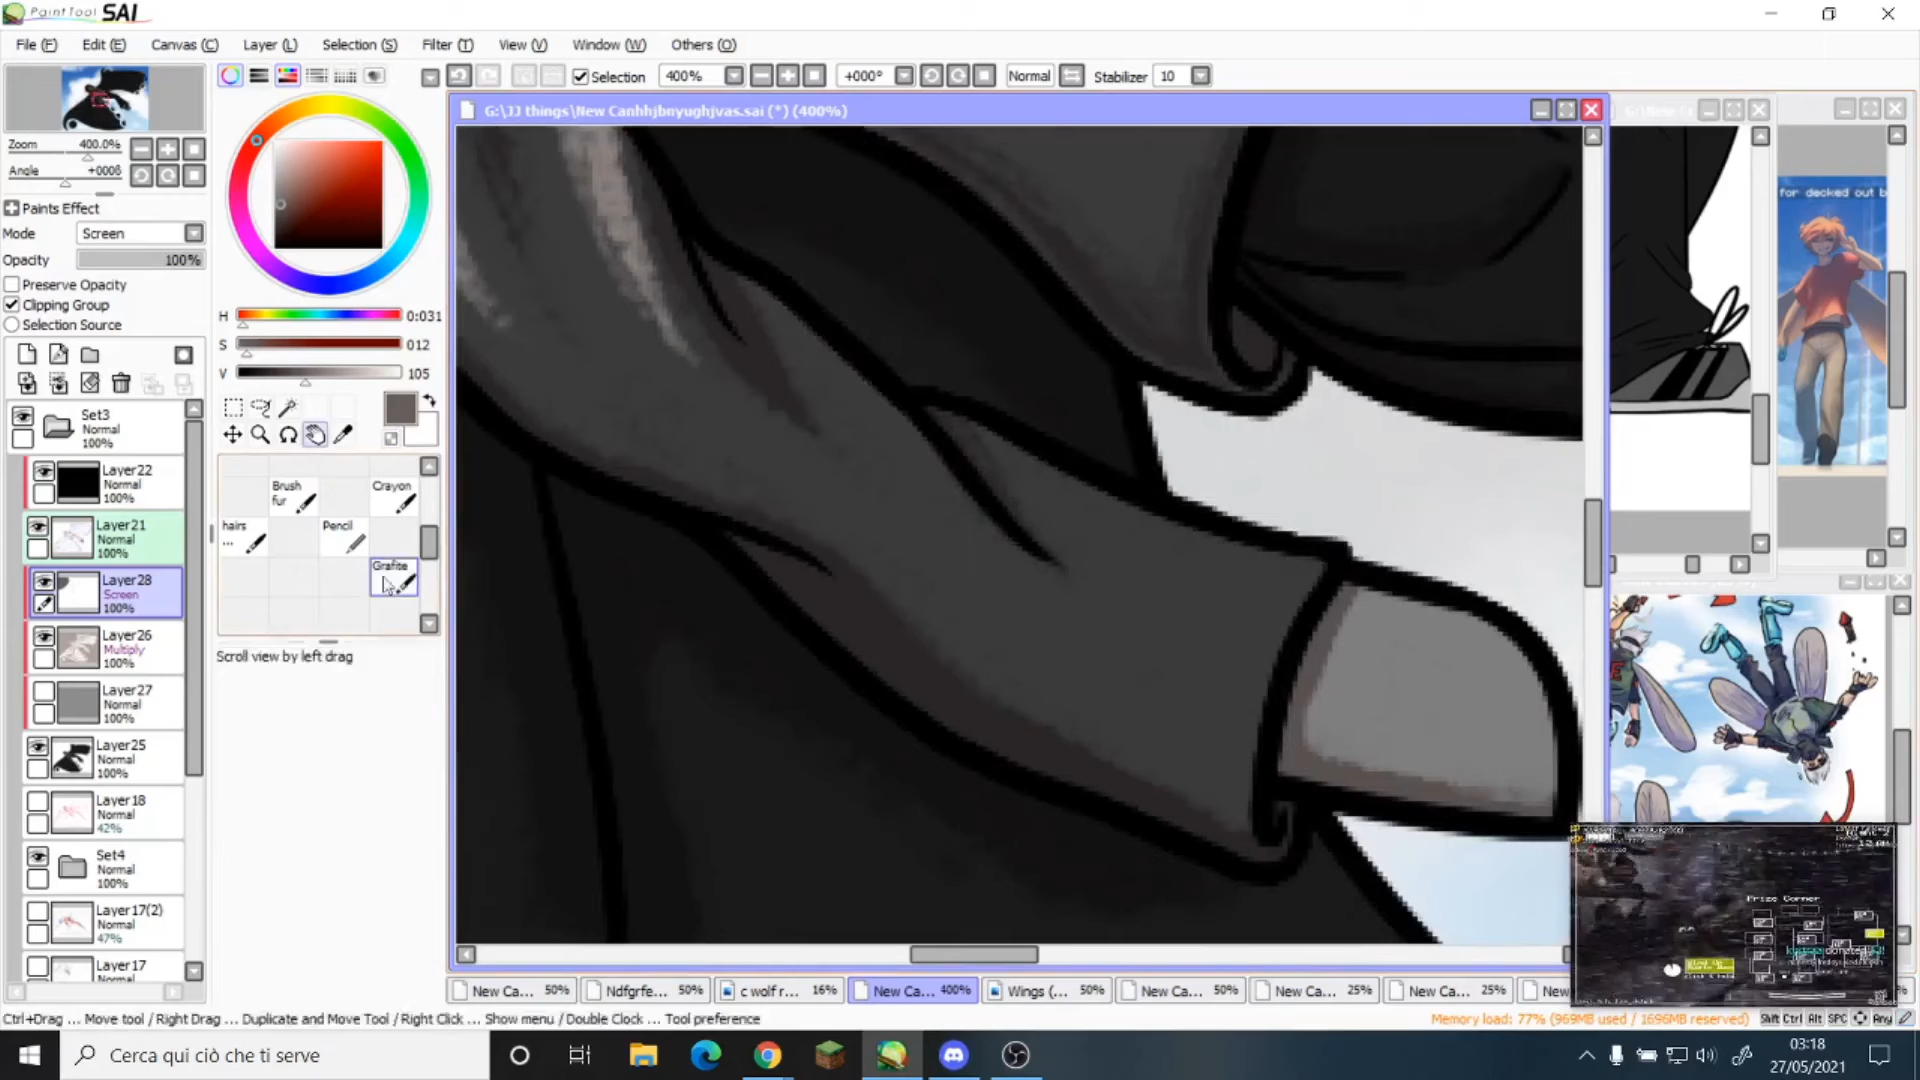 PaintTool SAI
File (F) Edit (E) Canvas (C) Layer (L) Selection (S) Filter (T) View (V) Window (W) Others (O)
Selection 400% +000° Normal Stabilizer 10
G:\JJ things\New Canhhjbnyughjvas.sai (*) (400%)
Zoom 400.0%
Angle +000ß
Paints Effect
Mode Screen
Opacity 100%
Preserve Opacity
Clipping Group
Selection Source
H 0:031
S 012
V 105
Set3
Normal
100%
Layer22
Normal
100%
Layer21
Normal
100%
Layer28
Screen
100%
Layer26
Multiply
100%
Layer27
Normal
100%
Layer25
Normal
100%
Layer18
42%
Set4
Normal
100%
Layer17(2)
Normal
47%
Layer17
Normal
Brush
fur
Crayon
hairs
...
Pencil
Grafite
Scroll view by left drag
for decked out b
Prize Corner
New Ca... 50% Ndfgrfe... 50% c wolf r... 16% New Ca... 400% Wings (... 50% New Ca... 50% New Ca... 25% New Ca... 25% New
Ctrl+Drag ... Move tool / Right Drag ... Duplicate and Move Tool / Right Click ... Show menu / Double Clock ... Tool preference
Memory load: 77% (969MB used / 1696MB reserved) Shift Ctrl Alt SPC Any
Cerca qui ciò che ti serve
03:18
27/05/2021